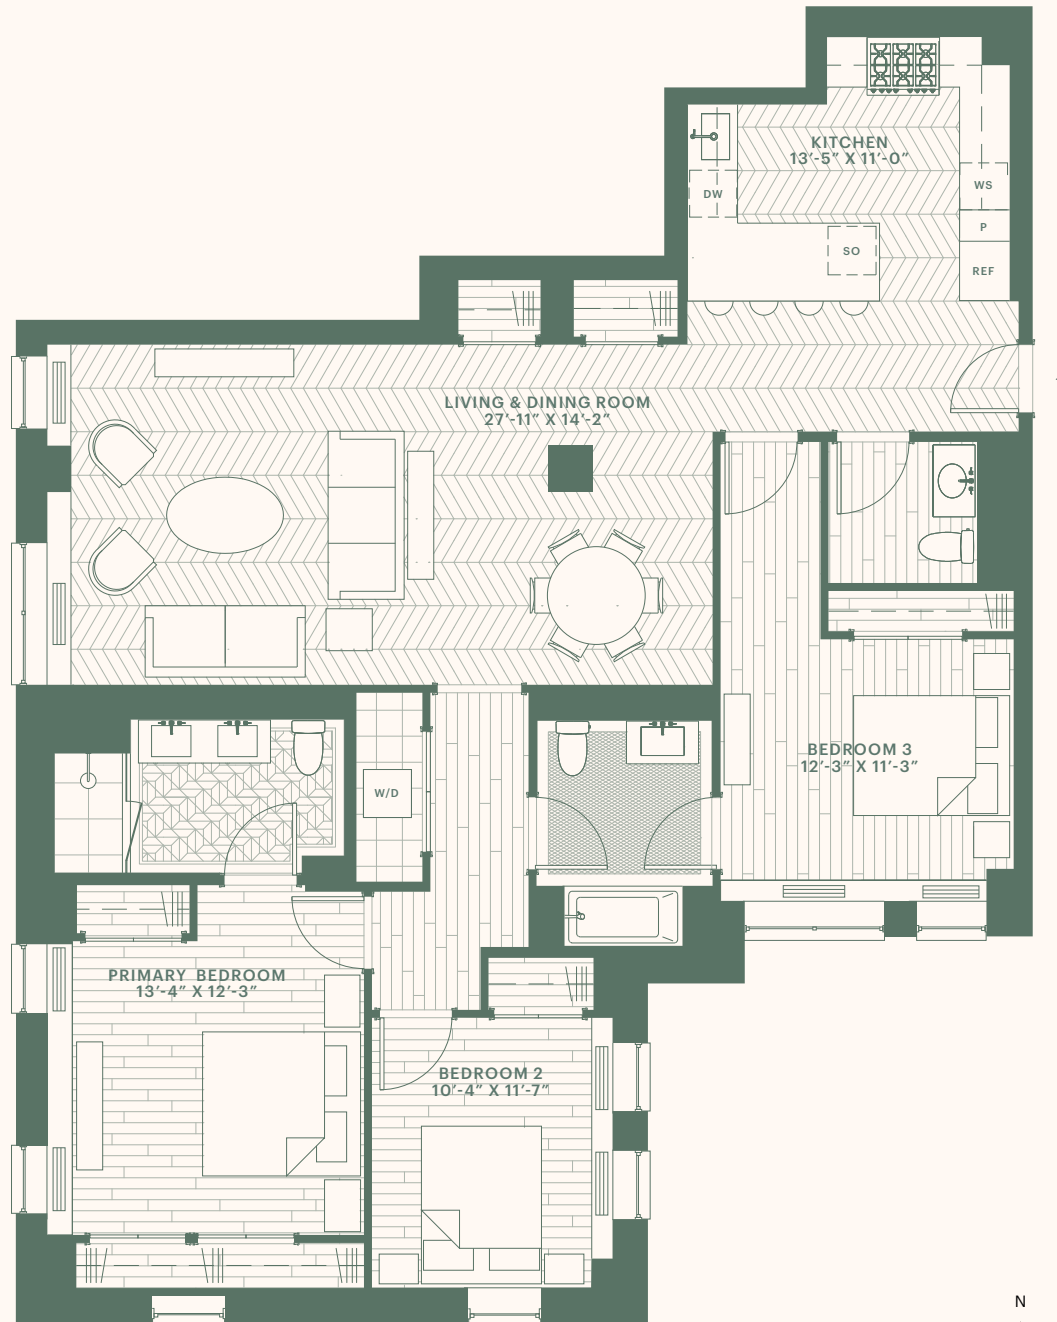 KITCHEN
13'-5" X 11'-0"
DW
WS
P
SO
REF
LIVING & DINING ROOM
27'-11" X 14'-2"
BEDROOM 3
12'-3" X 11'-3"
W/D
PRIMARY BEDROOM
13'-4" X 12'-3"
BEDROOM 2
10'-4" X 11'-7"
N